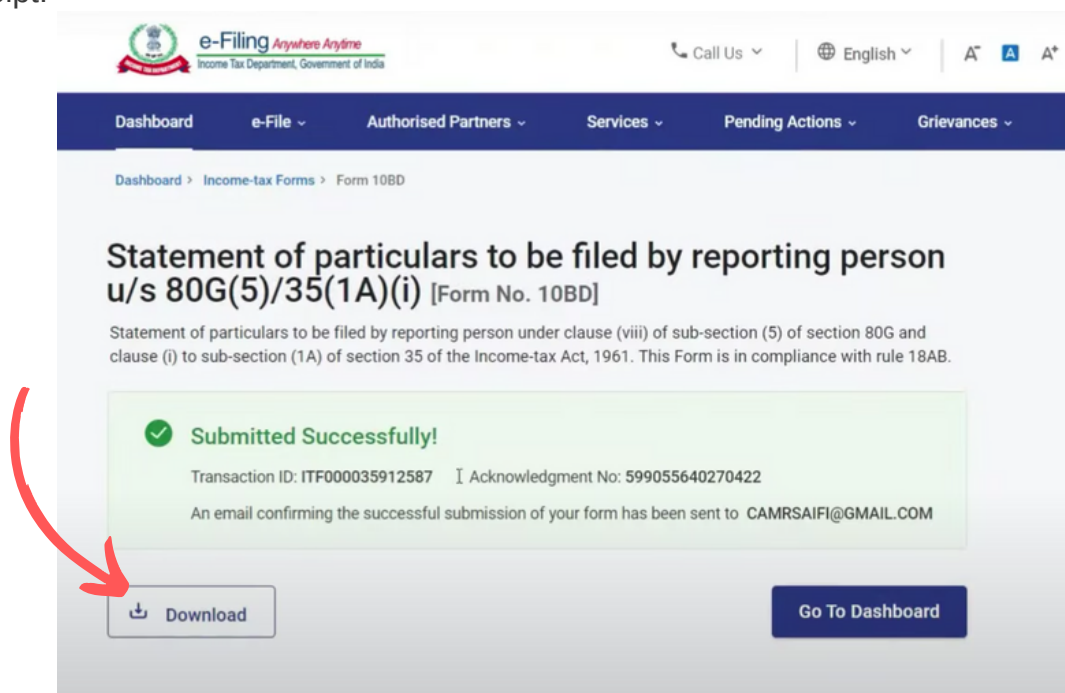 e-Filing Anywhere Anytime
Income Tax Department, Government of India
Call Us
English
A-
A
A+
Dashboard
e-File
Authorised Partners
Services
Pending Actions
Grievances
Dashboard > Income-tax Forms > Form 10BD
Statement of particulars to be filed by reporting person
u/s 80G(5)/35(1A)(i) [Form No. 10BD]
Statement of particulars to be filed by reporting person under clause (viii) of sub-section (5) of section 80G and
clause (i) to sub-section (1A) of section 35 of the Income-tax Act, 1961. This Form is in compliance with rule 18AB.
Submitted Successfully!
Transaction ID: ITF000035912587 Acknowledgment No: 599055640270422
An email confirming the successful submission of your form has been sent to CAMRSAIFI@GMAIL.COM
Download
Go To Dashboard